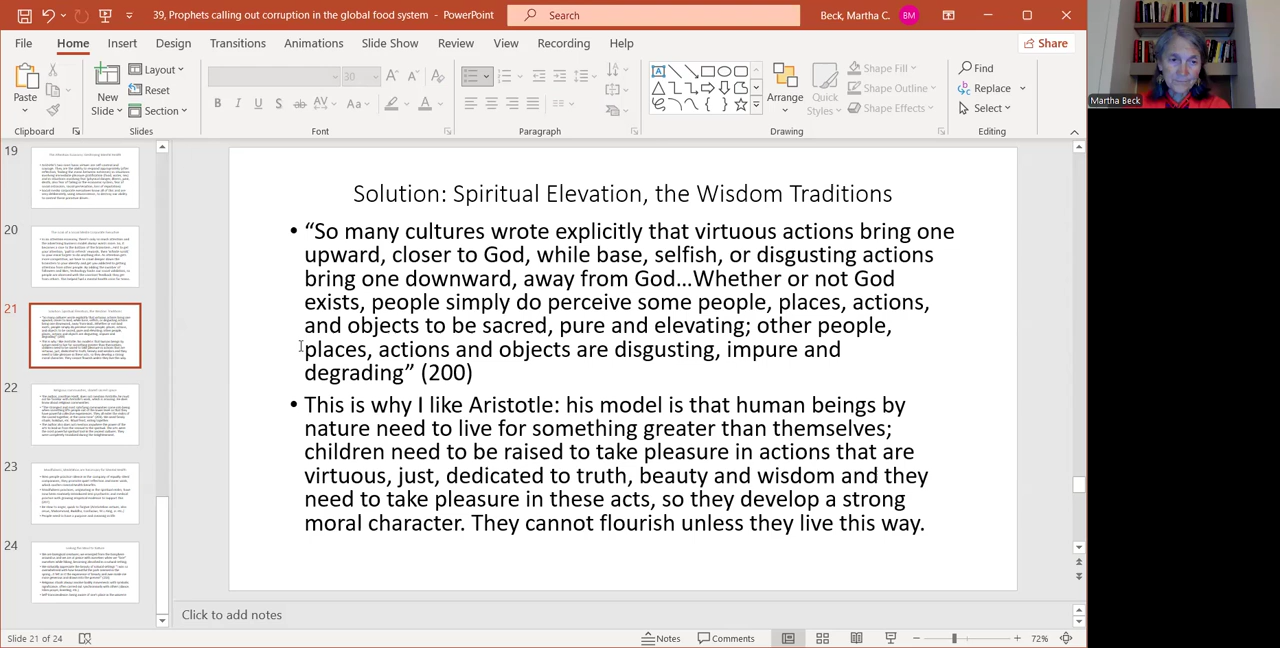 39, Prophets calling out corruption in the global food system - PowerPoint
Search
Beck, Martha C.
BM
File Home Insert Design Transitions Animations Slide Show Review View Recording Help
Share
Paste
Clipboard
New
Slide
Layout
Reset
Section
Slides
30
B I U S ab AV Aa A
Font
Paragraph
Arrange
Quick
Styles
Shape Fill
Shape Outline
Shape Effects
Drawing
Find
Replace
Select
Editing
Martha Beck
19
20
21
22
23
24
Solution: Spiritual Elevation, the Wisdom Traditions
• “So many cultures wrote explicitly that virtuous actions bring one
upward, closer to God, while base, selfish, or disgusting actions
bring one downward, away from God…Whether or not God
exists, people simply do perceive some people, places, actions,
and objects to be sacred, pure and elevating; other people,
places, actions and objects are disgusting, impure and
degrading” (200)
• That’s why I like Aristotle: his model is that human beings by
nature need to live for something greater than themselves;
children need to be raised to take pleasure in actions that are
virtuous, just, dedicated to truth, beauty and wisdom and they
need to take pleasure in these acts, so they develop a strong
moral character. They cannot flourish unless they live this way.
Click to add notes
Slide 21 of 24
Notes
Comments
72%